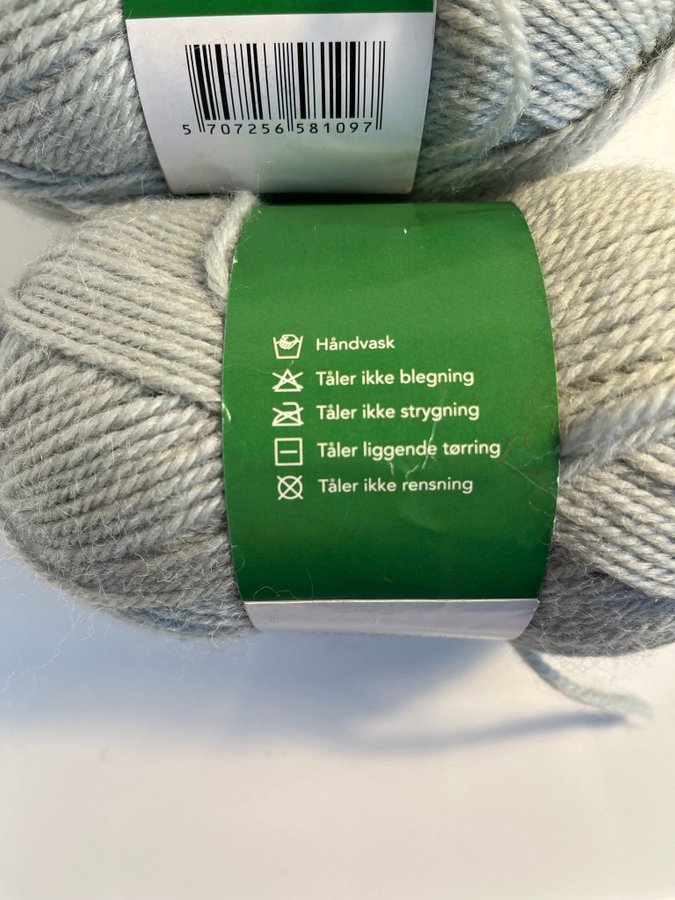 5 707256 581097
Håndvask
Tåler ikke blegning
Tåler ikke strygning
Tåler liggende tørring
Tåler ikke rensning